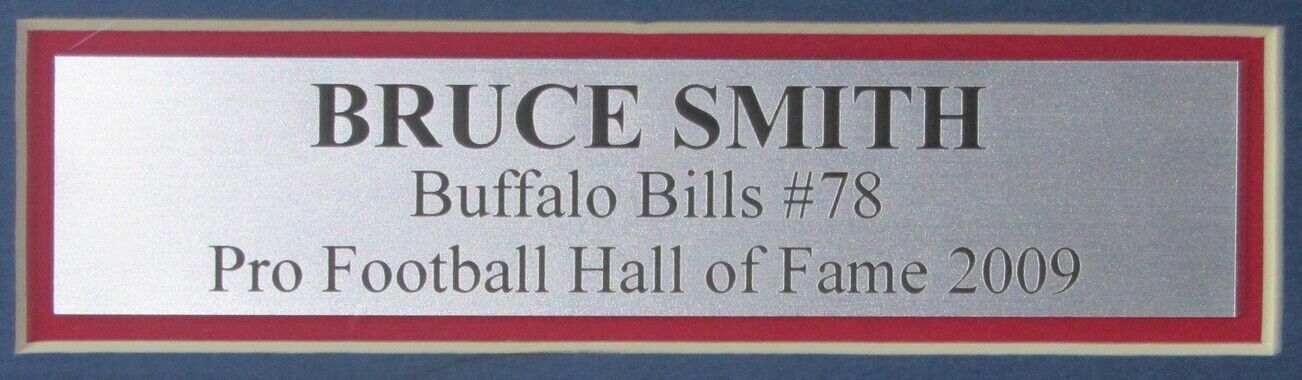 BRUCE SMITH
Buffalo Bills #78
Pro Football Hall of Fame 2009